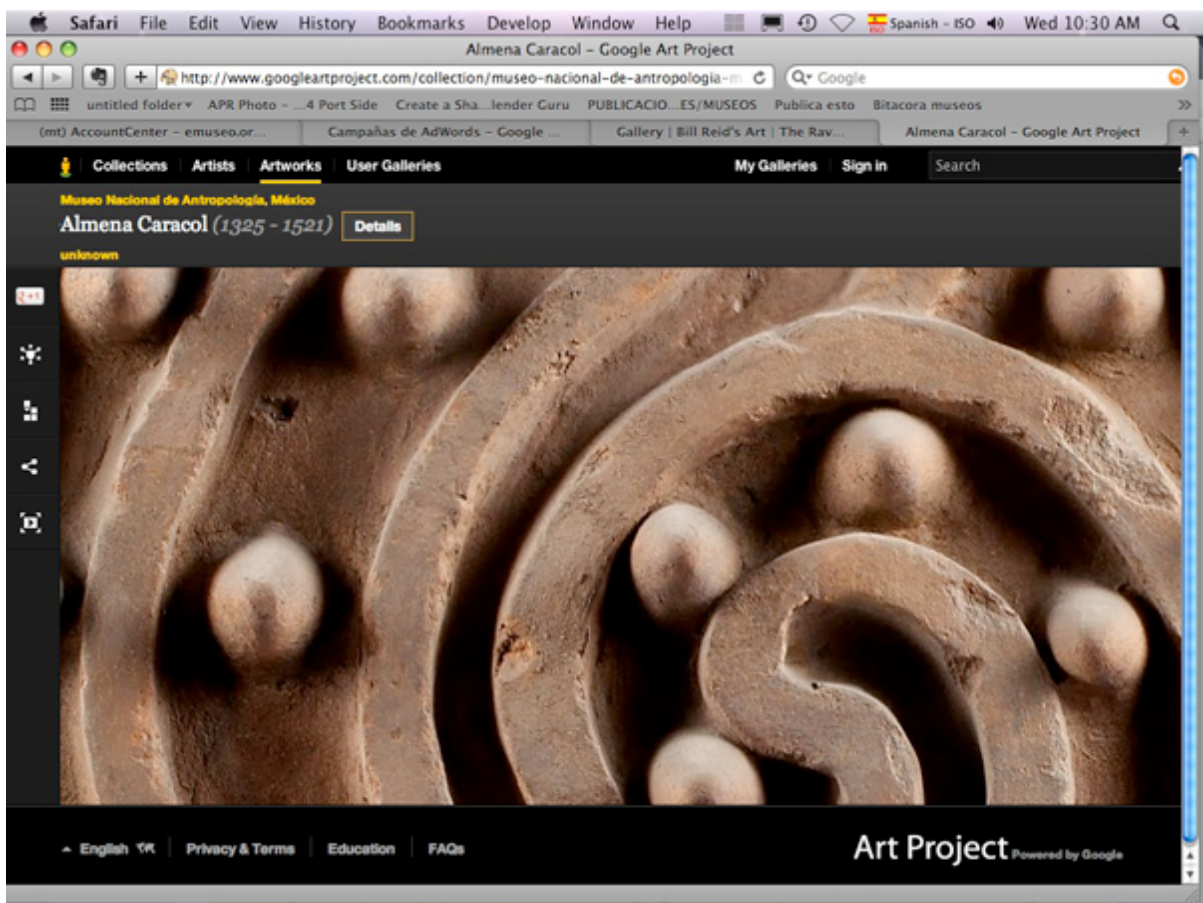 Safari File Edit View History Bookmarks Develop Window Help Spanish - ISO Wed 10:30 AM
Almena Caracol – Google Art Project
http://www.googleartproject.com/collection/museo-nacional-de-antropologia-m Google
untitled folder APR Photo – ...4 Port Side Create a Sha...lender Guru PUBLICACIO...ES/MUSEOS Publica esto Bitacora museos
(mt) AccountCenter – emuseo.or... Campañas de AdWords – Google ... Gallery | Bill Reid's Art | The Rav... Almena Caracol – Google Art Project
Collections Artists Artworks User Galleries My Galleries Sign in Search
Museo Nacional de Antropología, México
Almena Caracol (1325 - 1521) Details
unknown
+1
English Privacy & Terms Education FAQs Art Project Powered by Google